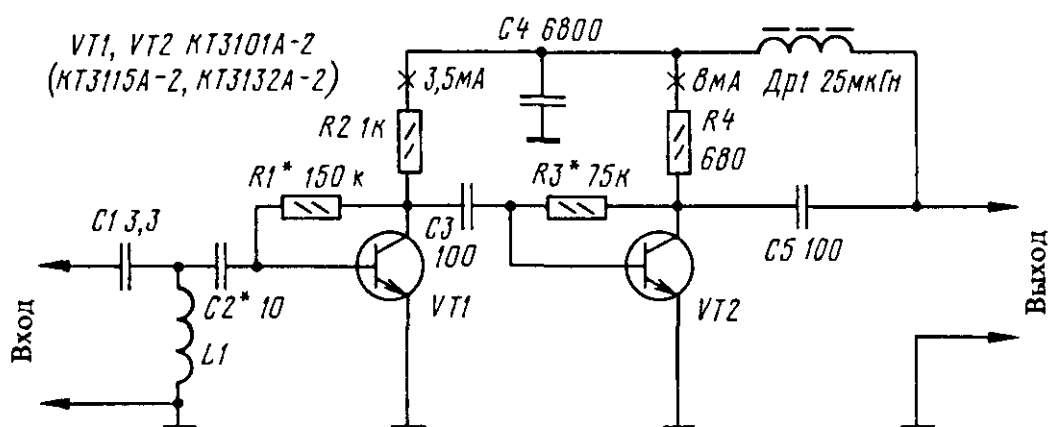 VT1, VT2 КТ3101А-2
(КТ3115А-2, КТ3132А-2)
C4 6800
3,5мА
8мА
Др1 25мкГн
R2 1к
R4
680
R1* 150 к
R3* 75к
C1 3,3
C3
100
C5 100
C2* 10
VT1
VT2
L1
Вход
Выход